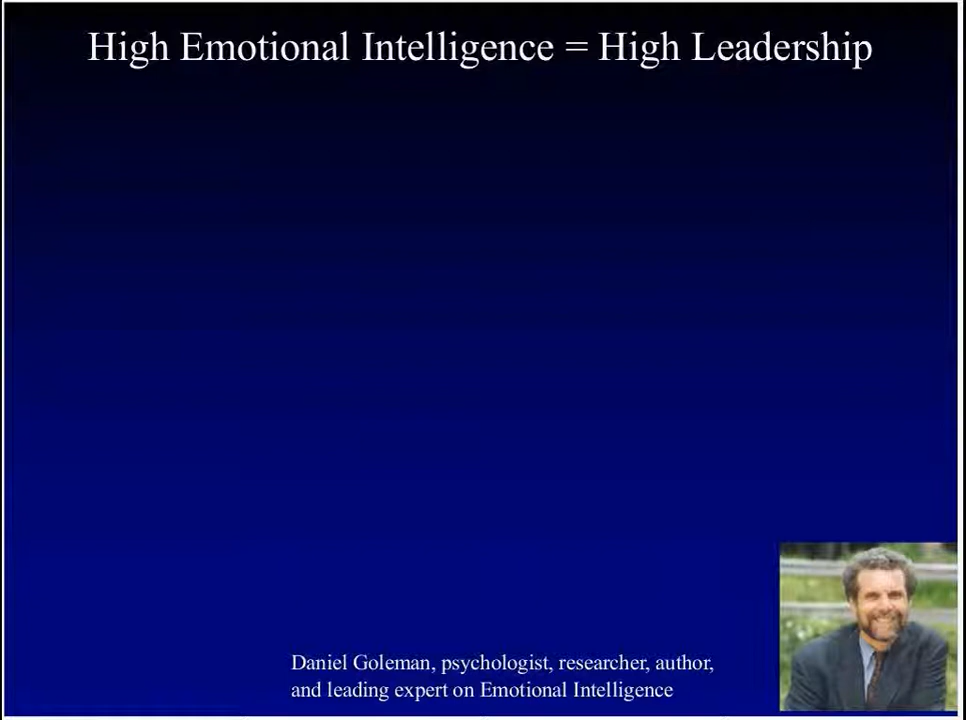 High Emotional Intelligence = High Leadership
Daniel Goleman, psychologist, researcher, author,
and leading expert on Emotional Intelligence